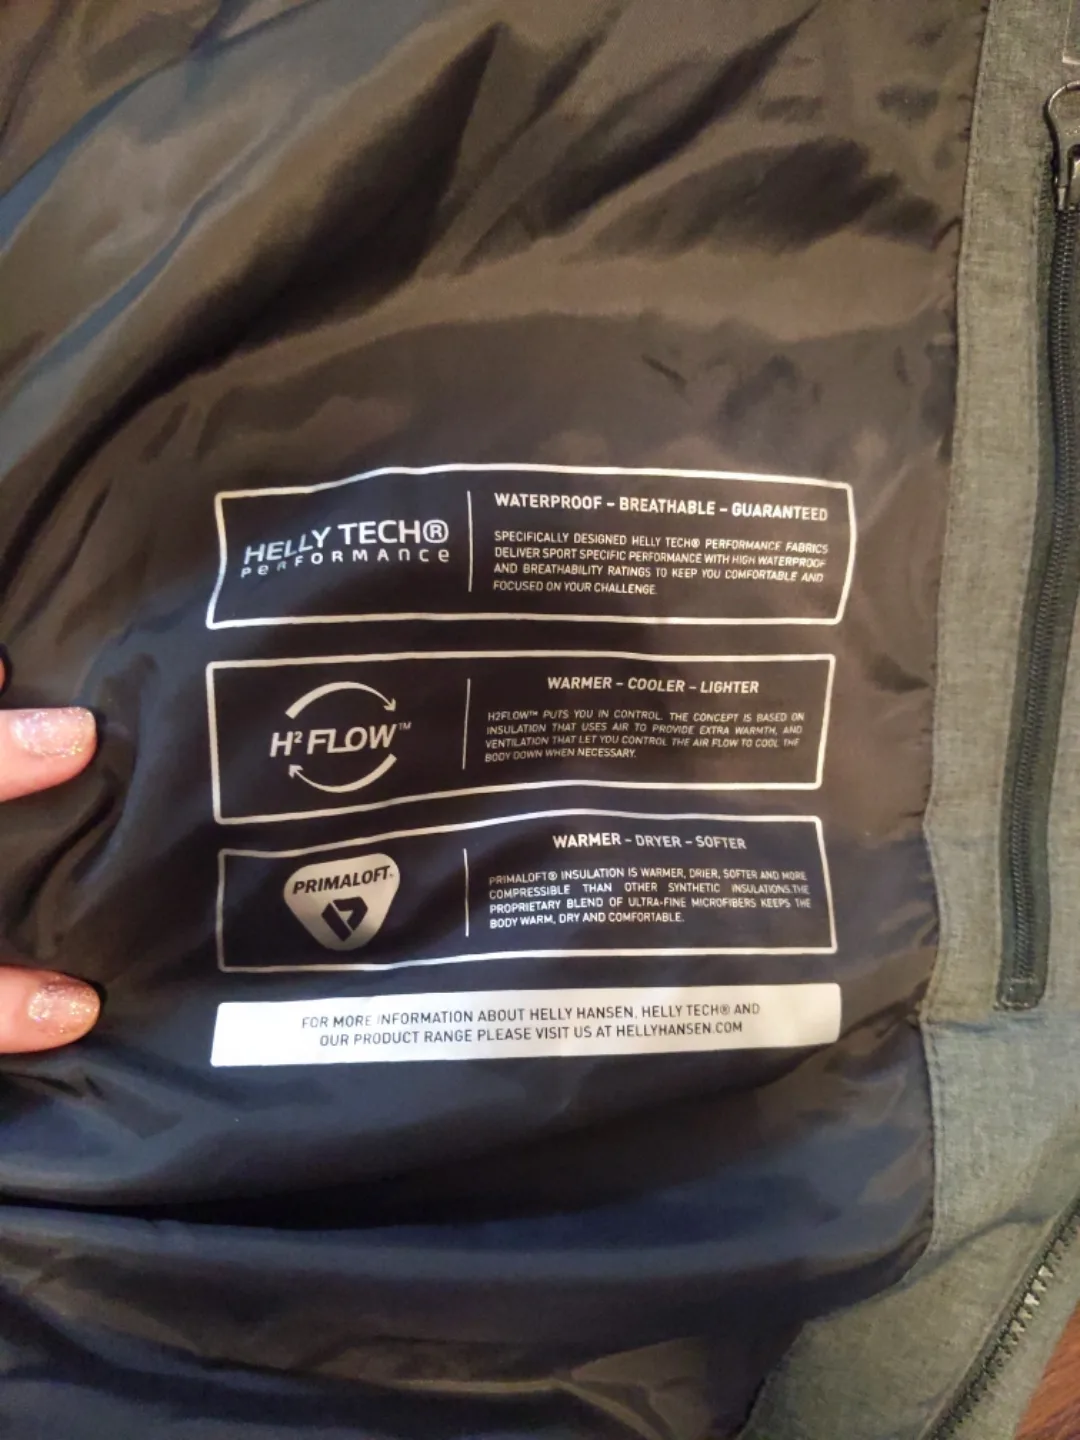 HELLY TECH®
PERFORMANCE
WATERPROOF – BREATHABLE – GUARANTEED
SPECIFICALLY DESIGNED HELLY TECH® PERFORMANCE FABRICS
DELIVER SPORT SPECIFIC PERFORMANCE WITH HIGH WATERPROOF
AND BREATHABILITY RATINGS TO KEEP YOU COMFORTABLE AND
FOCUSED ON YOUR CHALLENGE.
H² FLOW™
WARMER – COOLER – LIGHTER
H2FLOW™ PUTS YOU IN CONTROL. THE CONCEPT IS BASED ON
INSULATION THAT USES AIR TO PROVIDE EXTRA WARMTH, AND
VENTILATION THAT LET YOU CONTROL THE AIR FLOW TO COOL THE
BODY DOWN WHEN NECESSARY.
PRIMALOFT®
WARMER – DRYER – SOFTER
PRIMALOFT® INSULATION IS WARMER, DRIER, SOFTER AND MORE
COMPRESSIBLE THAN OTHER SYNTHETIC INSULATIONS.THE
PROPRIETARY BLEND OF ULTRA-FINE MICROFIBERS KEEPS THE
BODY WARM, DRY AND COMFORTABLE.
FOR MORE INFORMATION ABOUT HELLY HANSEN, HELLY TECH® AND
OUR PRODUCT RANGE PLEASE VISIT US AT HELLYHANSEN.COM